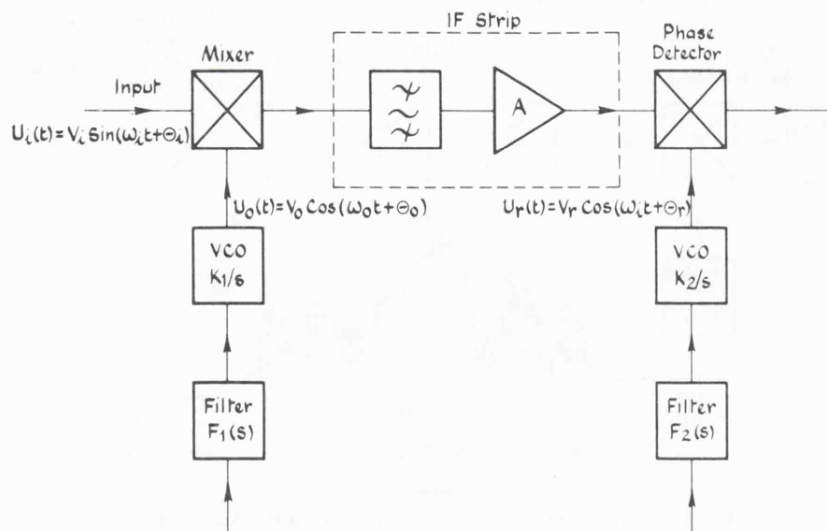 IF Strip
Mixer
Phase
Detector
Input
A
Ui(t)=Vi Sin(ωit+Θi)
Uo(t)=Vo Cos(ωot+Θo)
Ur(t)=Vr Cos(ωit+Θr)
VCO
K1/s
VCO
K2/s
Filter
F1(s)
Filter
F2(s)